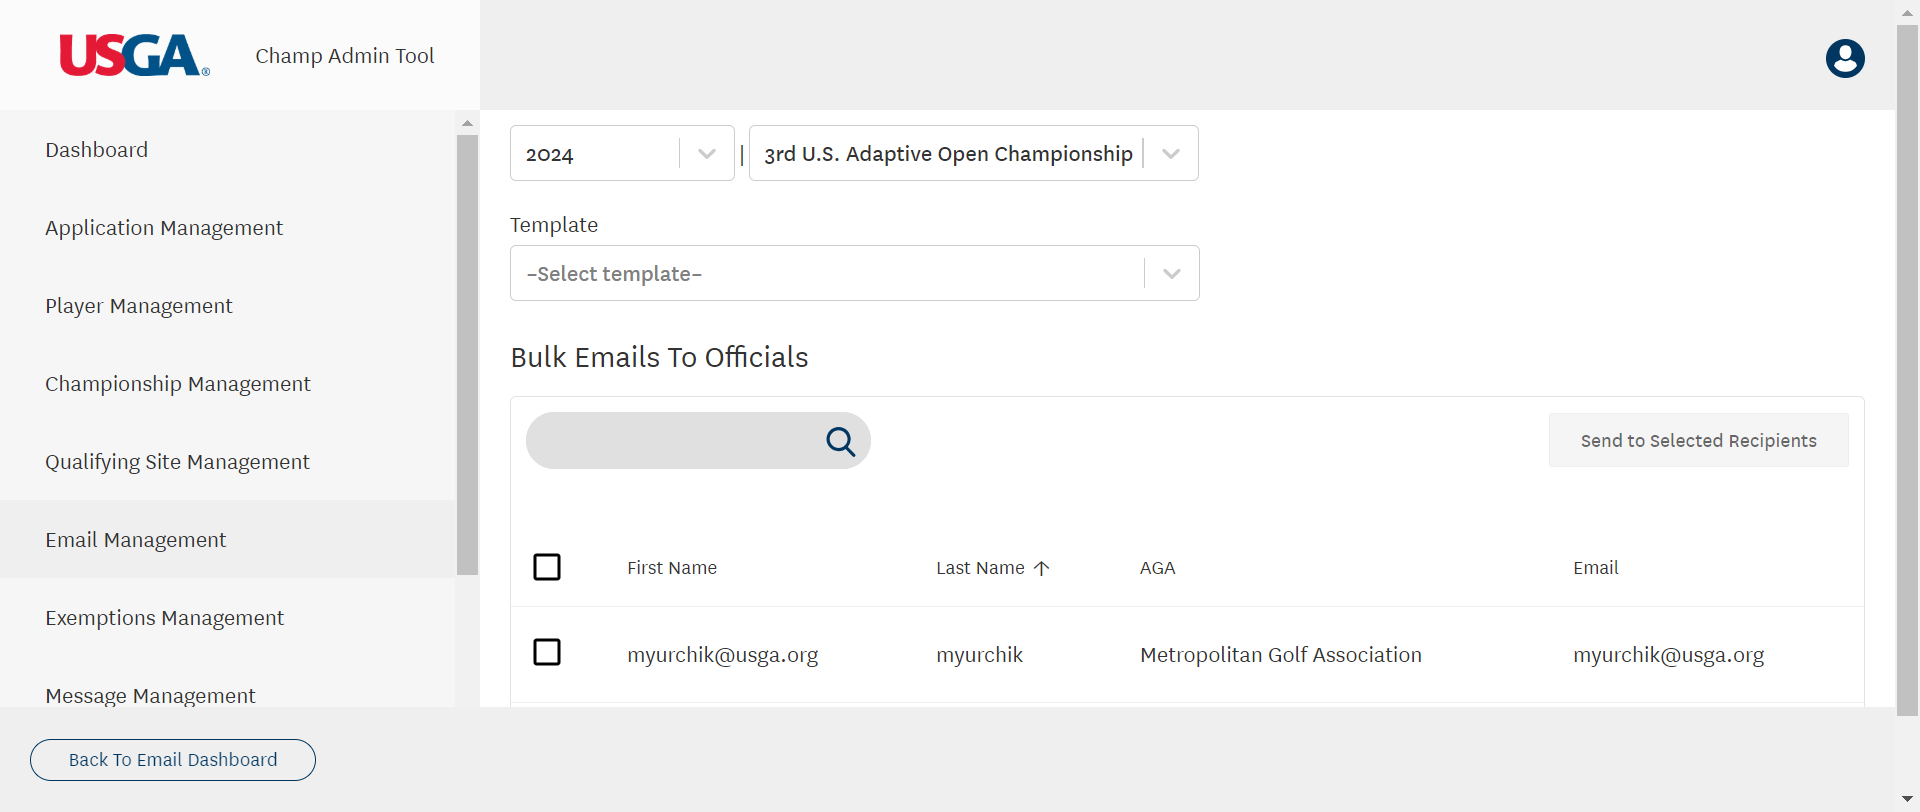 USGA®
Champ Admin Tool
Dashboard
Application Management
Player Management
Championship Management
Qualifying Site Management
Email Management
Exemptions Management
Message Management
Back To Email Dashboard
2024 | 3rd U.S. Adaptive Open Championship
Template
–Select template–
Bulk Emails To Officials
Send to Selected Recipients
First Name Last Name AGA Email
myurchik@usga.org myurchik Metropolitan Golf Association myurchik@usga.org